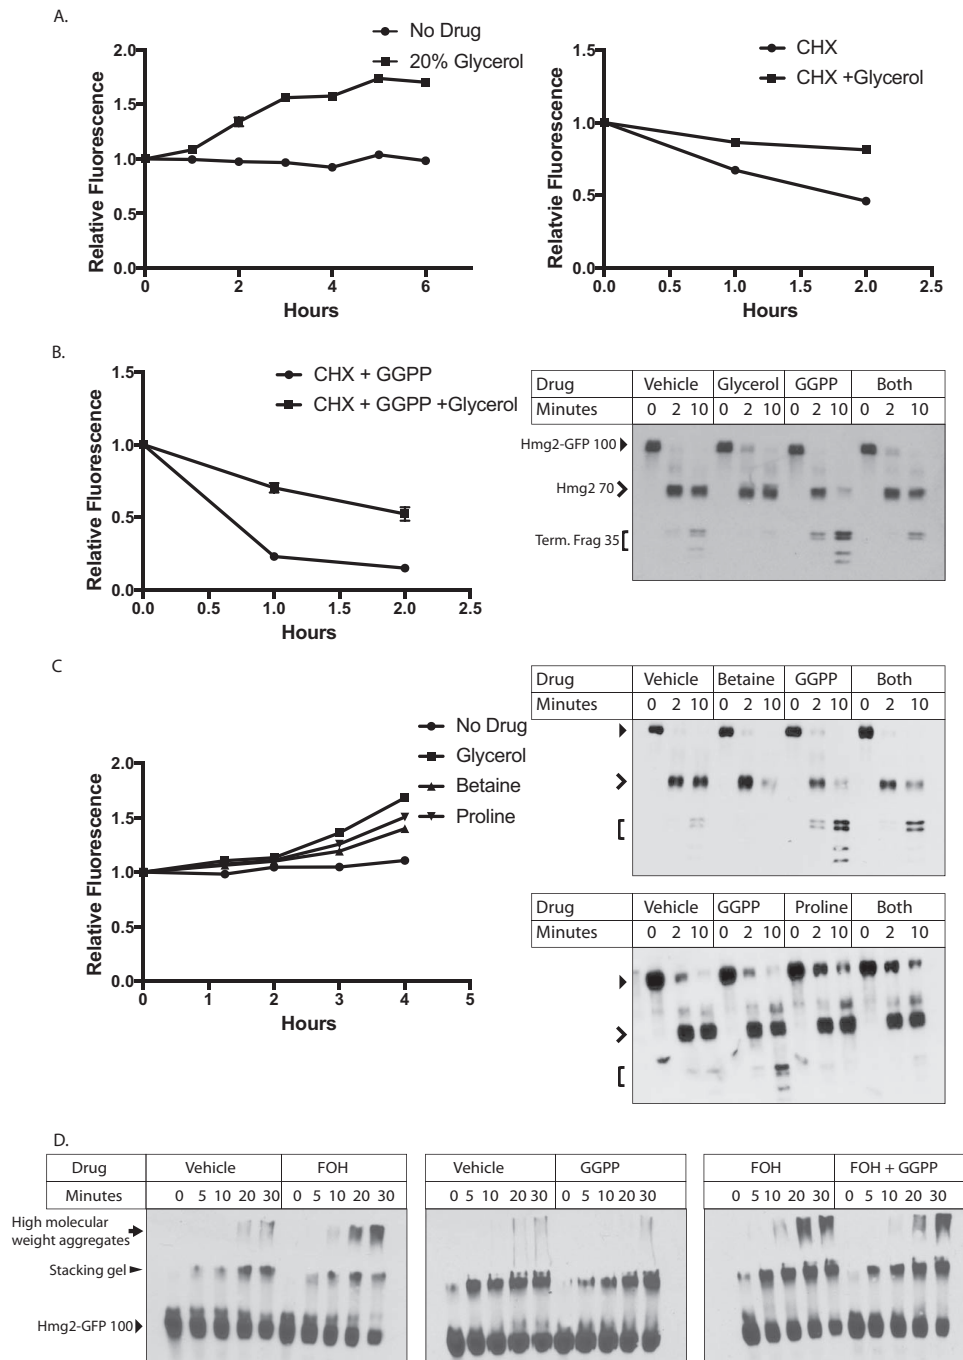 A.
No Drug
20% Glycerol
2.0
1.5
1.0
0.5
0.0
Relative Fluorescence
0 2 4 6
Hours
CHX
CHX +Glycerol
1.5
1.0
0.5
0.0
Relatvie Fluorescence
0.0 0.5 1.0 1.5 2.0 2.5
Hours
B.
CHX + GGPP
CHX + GGPP +Glycerol
1.5
1.0
0.5
0.0
Relative Fluorescence
0.0 0.5 1.0 1.5 2.0 2.5
Hours
Drug Vehicle Glycerol GGPP Both
Minutes 0 2 10 0 2 10 0 2 10 0 2 10
Hmg2-GFP 100
Hmg2 70
Term. Frag 35
C
No Drug
Glycerol
Betaine
Proline
2.0
1.5
1.0
0.5
0.0
Relative Fluorescence
0 1 2 3 4 5
Hours
Drug Vehicle Betaine GGPP Both
Minutes 0 2 10 0 2 10 0 2 10 0 2 10
Drug Vehicle GGPP Proline Both
Minutes 0 2 10 0 2 10 0 2 10 0 2 10
D.
Drug Vehicle FOH
Minutes 0 5 10 20 30 0 5 10 20 30
High molecular
weight aggregates
Stacking gel
Hmg2-GFP 100
Vehicle GGPP
0 5 10 20 30 0 5 10 20 30
FOH FOH + GGPP
0 5 10 20 30 0 5 10 20 30